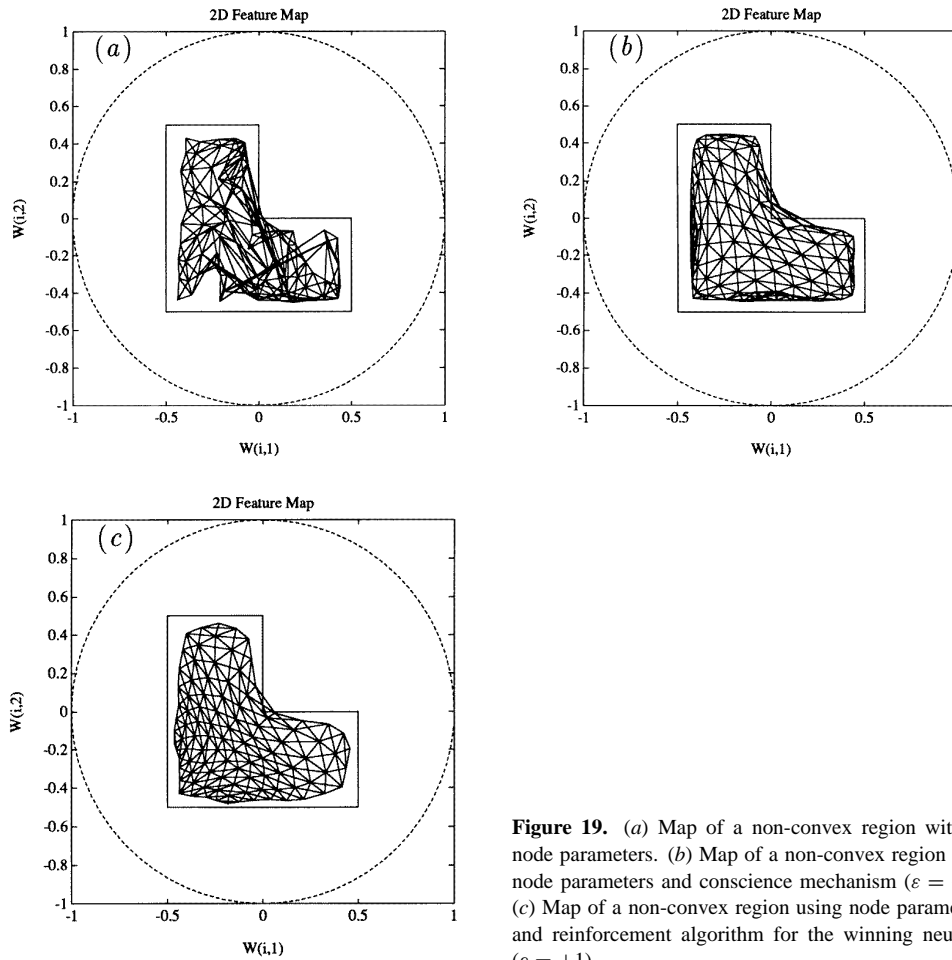 2D Feature Map
(a)
1
0.8
0.6
0.4
0.2
0
-0.2
-0.4
-0.6
-0.8
-1
-1 -0.5 0 0.5 1
W(i,2)
W(i,1)
2D Feature Map
(b)
1
0.8
0.6
0.4
0.2
0
-0.2
-0.4
-0.6
-0.8
-1
-1 -0.5 0 0.5
W(i,2)
W(i,1)
2D Feature Map
(c)
1
0.8
0.6
0.4
0.2
0
-0.2
-0.4
-0.6
-0.8
-1
-1 -0.5 0 0.5 1
W(i,2)
W(i,1)
Figure 19. (a) Map of a non-convex region wit
node parameters. (b) Map of a non-convex region
node parameters and conscience mechanism (ε =
(c) Map of a non-convex region using node parame
and reinforcement algorithm for the winning neu